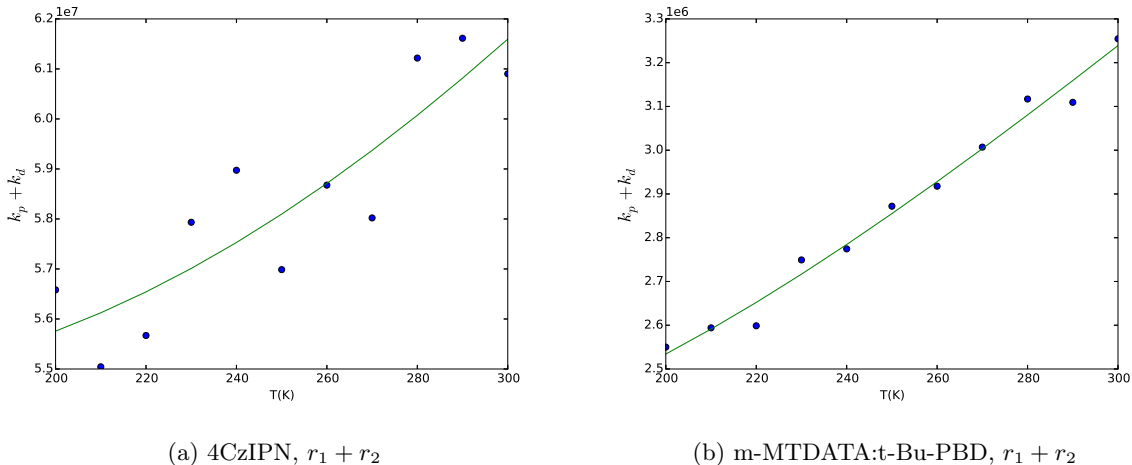 1e7
6.2
6.1
6.0
5.9
5.8
5.7
5.6
5.5
k_p + k_d
200 220 240 260 280 300
T(K)
(a) 4CzIPN, r_1 + r_2
1e6
3.3
3.2
3.1
3.0
2.9
2.8
2.7
2.6
2.5
k_p + k_d
200 220 240 260 280 300
T(K)
(b) m-MTDATA:t-Bu-PBD, r_1 + r_2